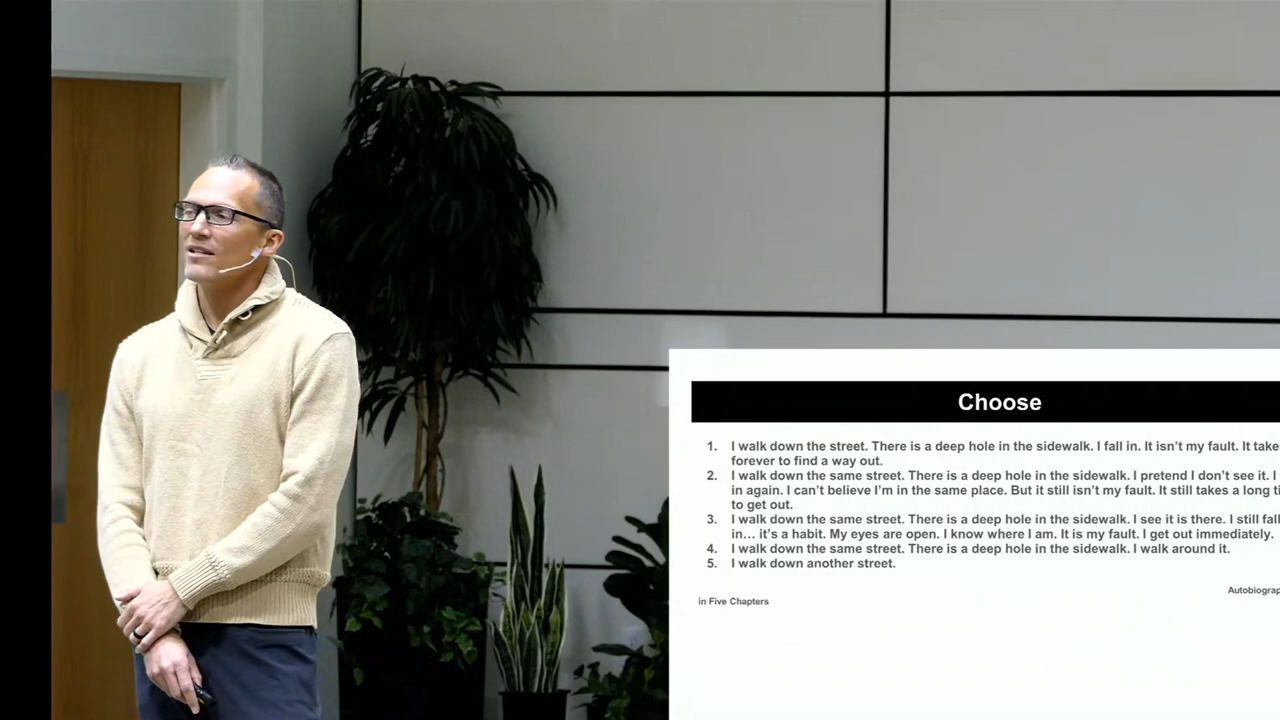 Choose
1. I walk down the street. There is a deep hole in the sidewalk. I fall in. It isn't my fault. It
forever to find a way out.
2. I walk down the same street. There is a deep hole in the sidewalk. I pretend I don't see it. I
in again. I can't believe I'm in the same place. But it still isn't my fault. It still takes a long
to get out.
3. I walk down the same street. There is a deep hole in the sidewalk. I see it is there. I still fall
in... it's a habit. My eyes are open. I know where I am. It is my fault. I get out immediately.
4. I walk down the same street. There is a deep hole in the sidewalk. I walk around it.
5. I walk down another street.
in Five Chapters